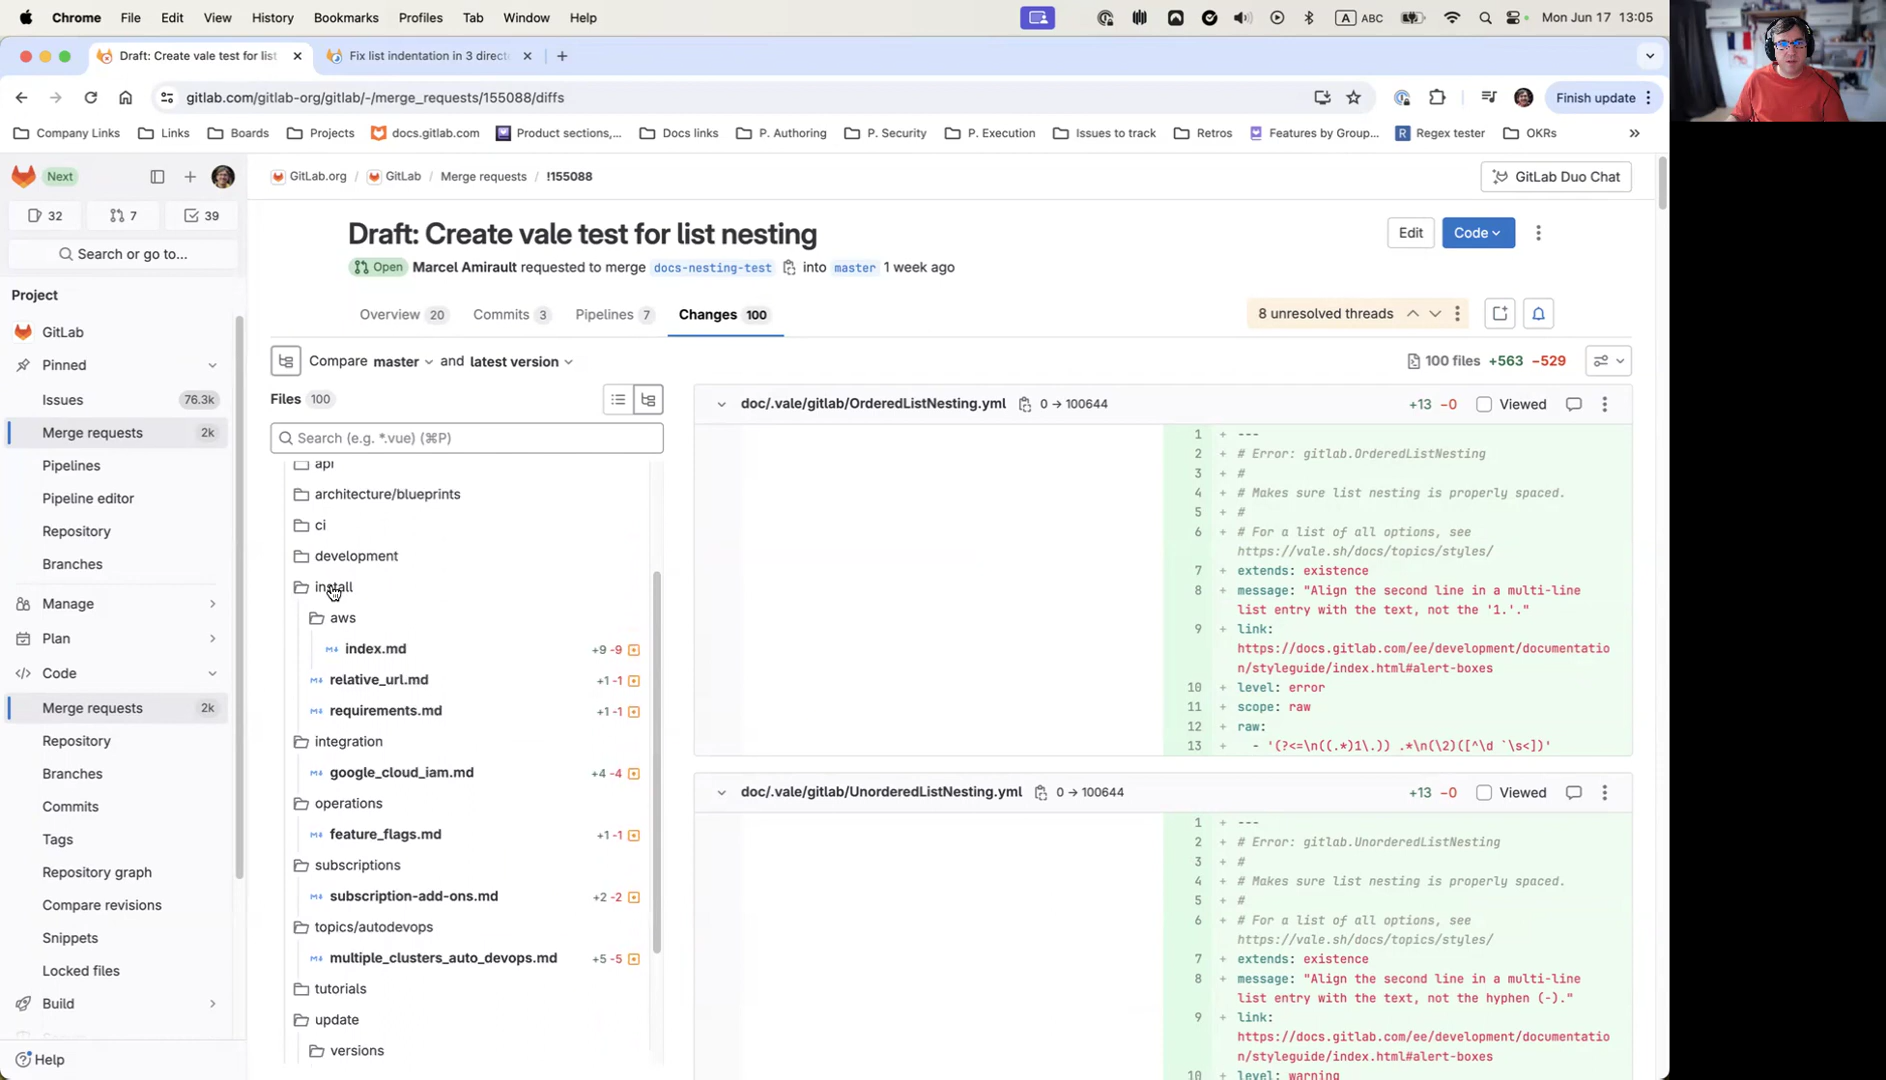 Chrome File Edit View History Bookmarks Profiles Tab Window Help A ABC Mon Jun 17 13:05
Draft: Create vale test for list Fix list indentation in 3 direct
gitlab.com/gitlab-org/gitlab/-/merge_requests/155088/diffs Finish update
Company Links Links Boards Projects docs.gitlab.com Product sections,... Docs links P. Authoring P. Security P. Execution Issues to track Retros Features by Group... Regex tester OKRs »
Next
32 7 39
Search or go to...
Project
GitLab
Pinned
Issues 76.3k
Merge requests 2k
Pipelines
Pipeline editor
Repository
Branches
Manage
Plan
Code
Merge requests 2k
Repository
Branches
Commits
Tags
Repository graph
Compare revisions
Snippets
Locked files
Build
Help
GitLab.org / GitLab / Merge requests / !155088
GitLab Duo Chat
Draft: Create vale test for list nesting
Edit Code
Open Marcel Amirault requested to merge docs-nesting-test into master 1 week ago
Overview 20 Commits 3 Pipelines 7 Changes 100
8 unresolved threads
Compare master and latest version
100 files +563 −529
Files 100
Search (e.g. *.vue) (⌘P)
api
architecture/blueprints
ci
development
install
aws
index.md +9 -9
relative_url.md +1 -1
requirements.md +1 -1
integration
google_cloud_iam.md +4 -4
operations
feature_flags.md +1 -1
subscriptions
subscription-add-ons.md +2 -2
topics/autodevops
multiple_clusters_auto_devops.md +5 -5
tutorials
update
versions
doc/.vale/gitlab/OrderedListNesting.yml 0 → 100644 +13 −0 Viewed
1 + ---
2 + # Error: gitlab.OrderedListNesting
3 + #
4 + # Makes sure list nesting is properly spaced.
5 + #
6 + # For a list of all options, see
https://vale.sh/docs/topics/styles/
7 + extends: existence
8 + message: "Align the second line in a multi-line
list entry with the text, not the '1.'."
9 + link:
https://docs.gitlab.com/ee/development/documentatio
n/styleguide/index.html#alert-boxes
10 + level: error
11 + scope: raw
12 + raw:
13 + - '(?<=\n((.*)1\.)) .*\n(\2)([^\d `\s<])'
doc/.vale/gitlab/UnorderedListNesting.yml 0 → 100644 +13 −0 Viewed
1 + ---
2 + # Error: gitlab.UnorderedListNesting
3 + #
4 + # Makes sure list nesting is properly spaced.
5 + #
6 + # For a list of all options, see
https://vale.sh/docs/topics/styles/
7 + extends: existence
8 + message: "Align the second line in a multi-line
list entry with the text, not the hyphen (-)."
9 + link:
https://docs.gitlab.com/ee/development/documentatio
n/styleguide/index.html#alert-boxes
10 + level: warning